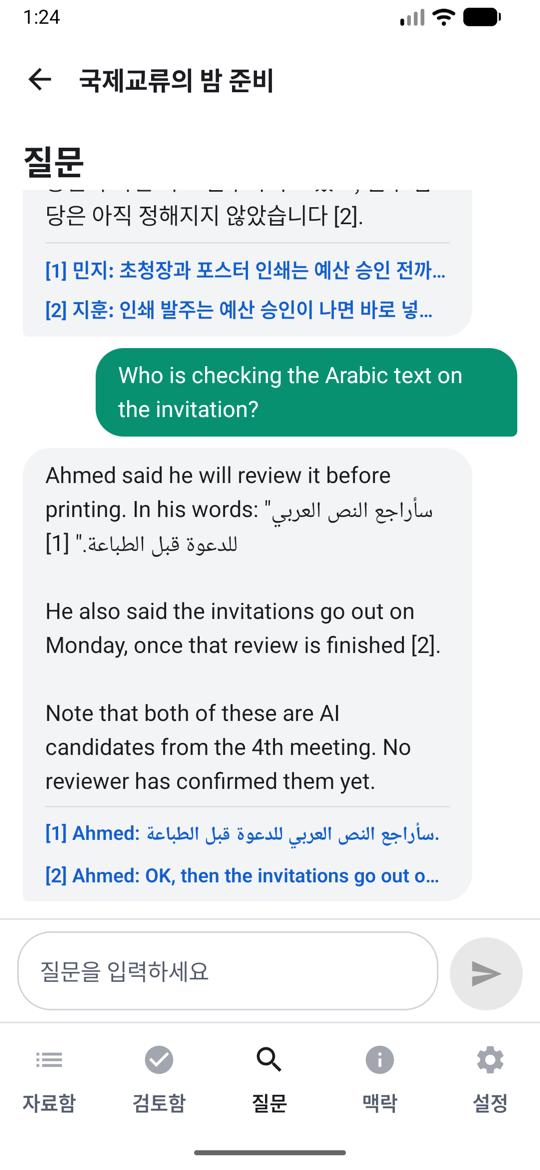 1:24
국제교류의 밤 준비
질문
당은 아직 정해지지 않았습니다 [2].
[1] 민지: 초청장과 포스터 인쇄는 예산 승인 전까...
[2] 지훈: 인쇄 발주는 예산 승인이 나면 바로 넣...
Who is checking the Arabic text on
the invitation?
Ahmed said he will review it before
printing. In his words: "سأراجع النص العربي
للدعوة قبل الطباعة." [1]
He also said the invitations go out on
Monday, once that review is finished [2].
Note that both of these are AI
candidates from the 4th meeting. No
reviewer has confirmed them yet.
[1] Ahmed: سأراجع النص العربي للدعوة قبل الطباعة.
[2] Ahmed: OK, then the invitations go out o...
질문을 입력하세요
자료함
검토함
질문
맥락
설정